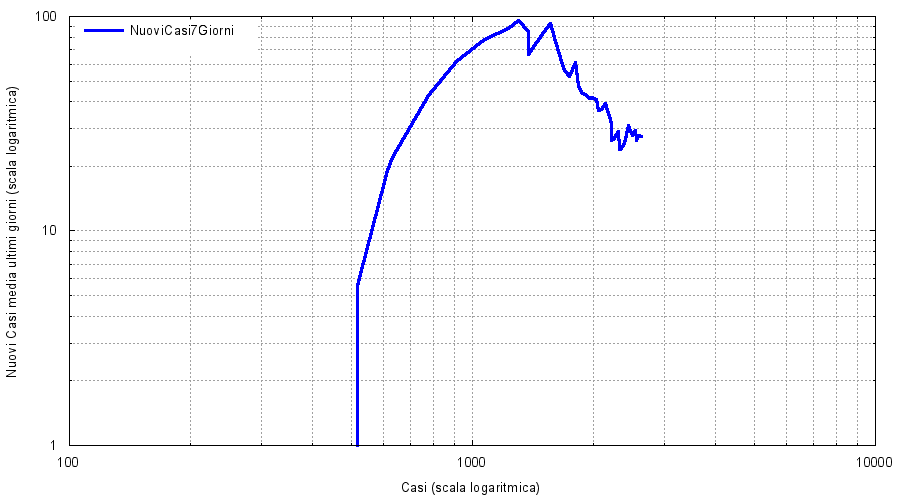 NuoviCasi7Giorni
100
10
1
Nuovi Casi media ultimi giorni (scala logaritmica)
100
1000
10000
Casi (scala logaritmica)